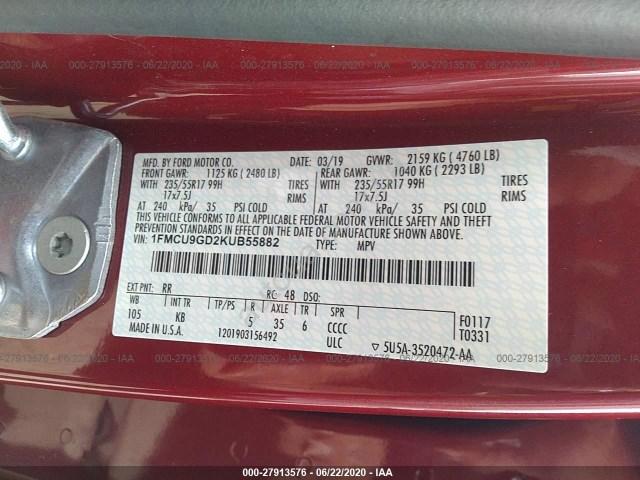 000-27913576 - 06/22/2020 - IAA
MFD. BY FORD MOTOR CO. DATE: 03/19 GVWR: 2159 KG ( 4760 LB)
FRONT GAWR: 1125 KG ( 2480 LB) REAR GAWR: 1040 KG ( 2293 LB)
WITH 235/55R17 99H TIRES WITH 235/55R17 99H TIRES
17x7.5J RIMS 17x7.5J RIMS
AT 240 kPa/ 35 PSI COLD AT 240 kPa/ 35 PSI COLD
THIS VEHICLE CONFORMS TO ALL APPLICABLE FEDERAL MOTOR VEHICLE SAFETY AND THEFT
PREVENTION STANDARDS IN EFFECT ON THE DATE OF MANUFACTURE SHOWN ABOVE.
VIN: 1FMCU9GD2KUB55882 TYPE: MPV
EXT PNT: RR RC: 48 DSO:
WB INT TR TP/PS R AXLE TR SPR
105 KB 5 35 6 CCCC
MADE IN U.S.A. 1201903156492 ULC
F0117
T0331
5U5A-3520472-AA
000-27913576 - 06/22/2020 - IAA